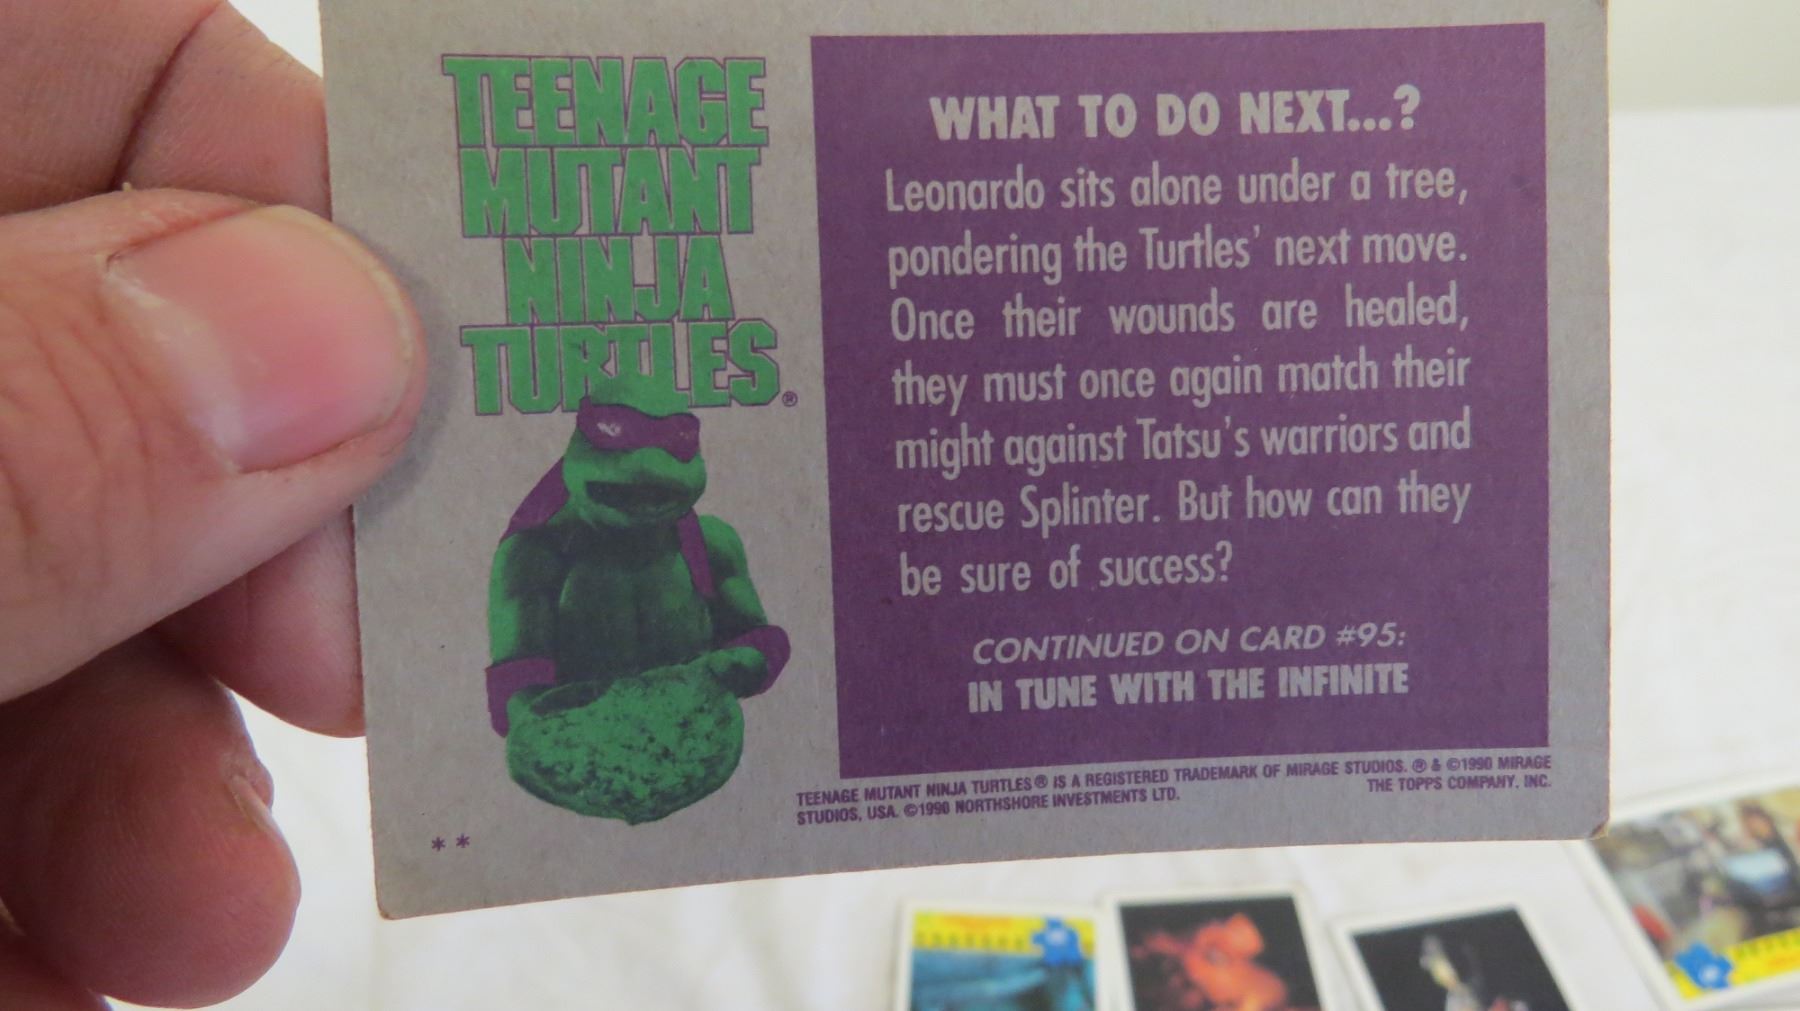 TEENAGE
MUTANT
NINJA
TURTLES®
WHAT TO DO NEXT...?
Leonardo sits alone under a tree,
pondering the Turtles' next move.
Once their wounds are healed,
they must once again match their
might against Tatsu's warriors and
rescue Splinter. But how can they
be sure of success?
CONTINUED ON CARD #95:
IN TUNE WITH THE INFINITE
TEENAGE MUTANT NINJA TURTLES® IS A REGISTERED TRADEMARK OF MIRAGE STUDIOS. ® & ©1990 MIRAGE
STUDIOS, USA. ©1990 NORTHSHORE INVESTMENTS LTD. THE TOPPS COMPANY, INC.
* *